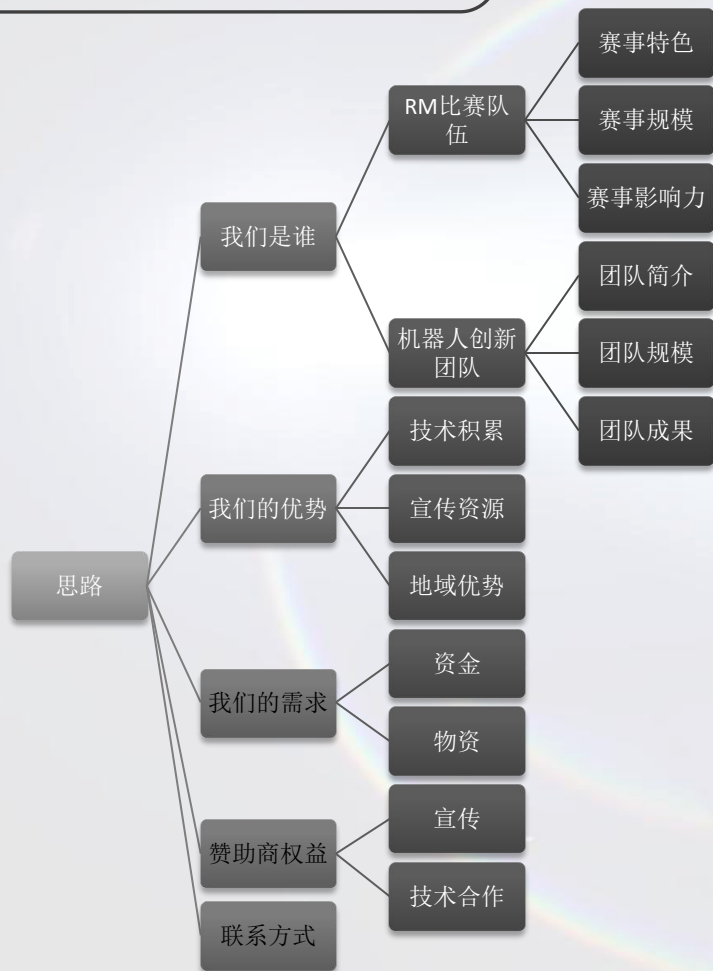 思路
我们是谁
RM比赛队
伍
赛事特色
赛事规模
赛事影响力
机器人创新
团队
团队简介
团队规模
团队成果
我们的优势
技术积累
宣传资源
地域优势
我们的需求
资金
物资
赞助商权益
宣传
技术合作
联系方式